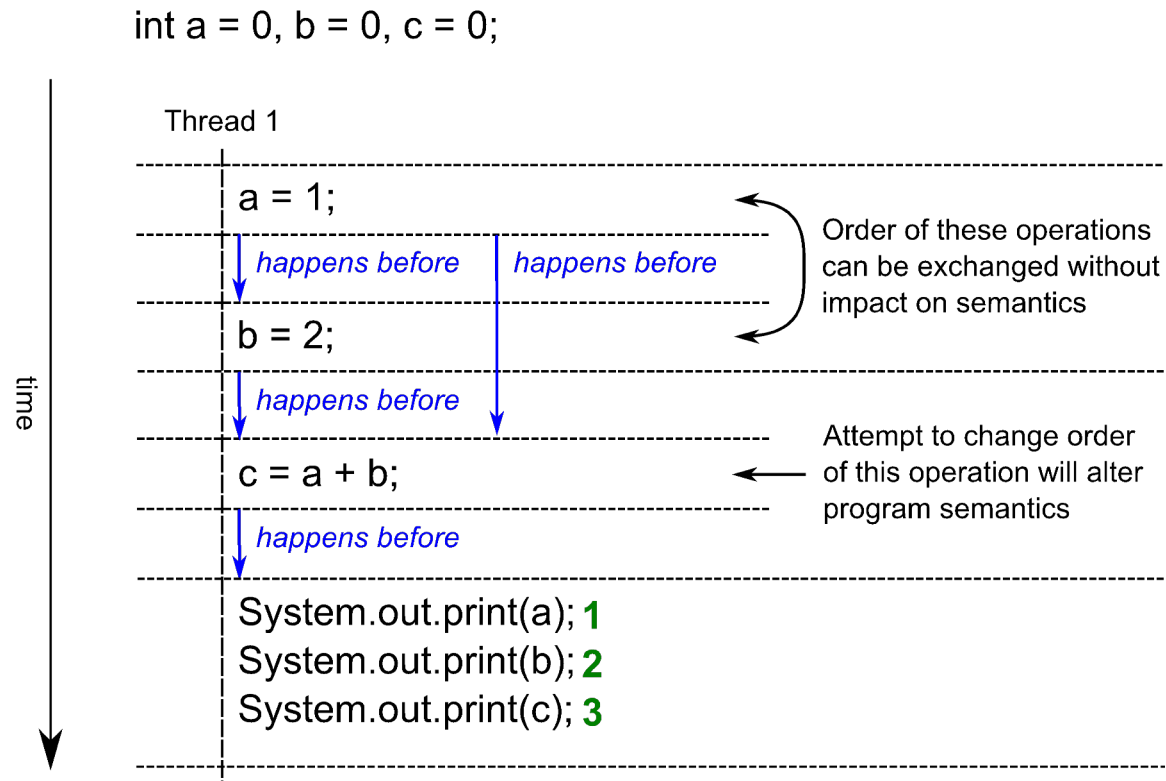 int a = 0, b = 0, c = 0;
Thread 1
a = 1;
happens before
happens before
Order of these operations
can be exchanged without
impact on semantics
b = 2;
happens before
time
c = a + b;
Attempt to change order
of this operation will alter
program semantics
happens before
System.out.print(a); 1
System.out.print(b); 2
System.out.print(c); 3